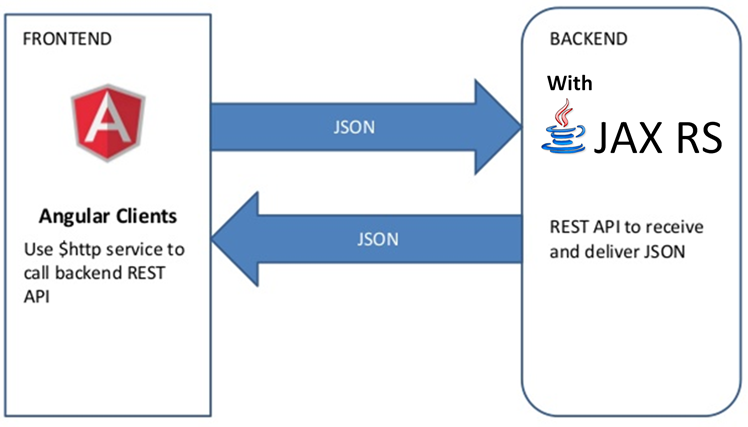 FRONTEND
Angular Clients
Use $http service to
call backend REST
API
JSON
JSON
BACKEND
With
JAX RS
REST API to receive
and deliver JSON